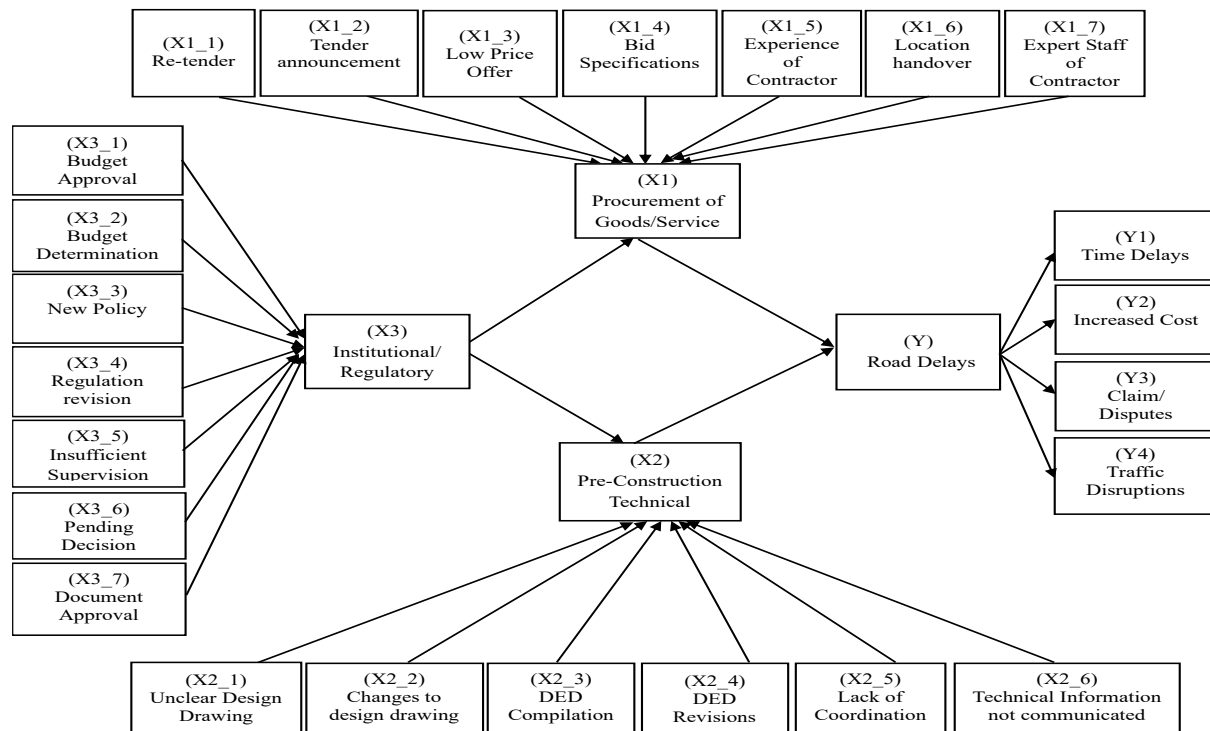 (X1_1)
Re-tender
(X1_2)
Tender
announcement
(X1_3)
Low Price
Offer
(X1_4)
Bid
Specifications
(X1_5)
Experience
of
Contractor
(X1_6)
Location
handover
(X1_7)
Expert Staff
of
Contractor
(X3_1)
Budget
Approval
(X3_2)
Budget
Determination
(X3_3)
New Policy
(X3_4)
Regulation
revision
(X3_5)
Insufficient
Supervision
(X3_6)
Pending
Decision
(X3_7)
Document
Approval
(X1)
Procurement of
Goods/Service
(X3)
Institutional/
Regulatory
(X2)
Pre-Construction
Technical
(Y)
Road Delays
(Y1)
Time Delays
(Y2)
Increased Cost
(Y3)
Claim/
Disputes
(Y4)
Traffic
Disruptions
(X2_1)
Unclear Design
Drawing
(X2_2)
Changes to
design drawing
(X2_3)
DED
Compilation
(X2_4)
DED
Revisions
(X2_5)
Lack of
Coordination
(X2_6)
Technical Information
not communicated